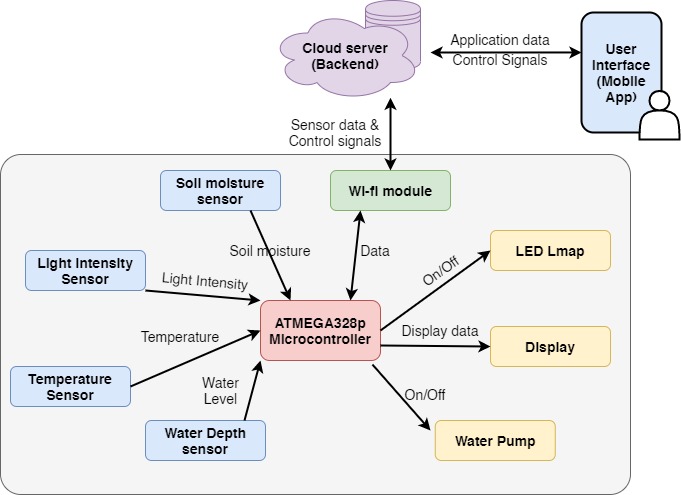 Cloud server
(Backend)
Application data
Control Signals
User
Interface
(Mobile
App)
Sensor data &
Control signals
Soil moisture
sensor
Wi-fi module
Soil moisture
Data
Light Intensity
Sensor
Light Intensity
On/Off
LED Lmap
ATMEGA328p
Microcontroller
Temperature
Display data
Display
Temperature
Sensor
Water
Level
On/Off
Water Depth
sensor
Water Pump